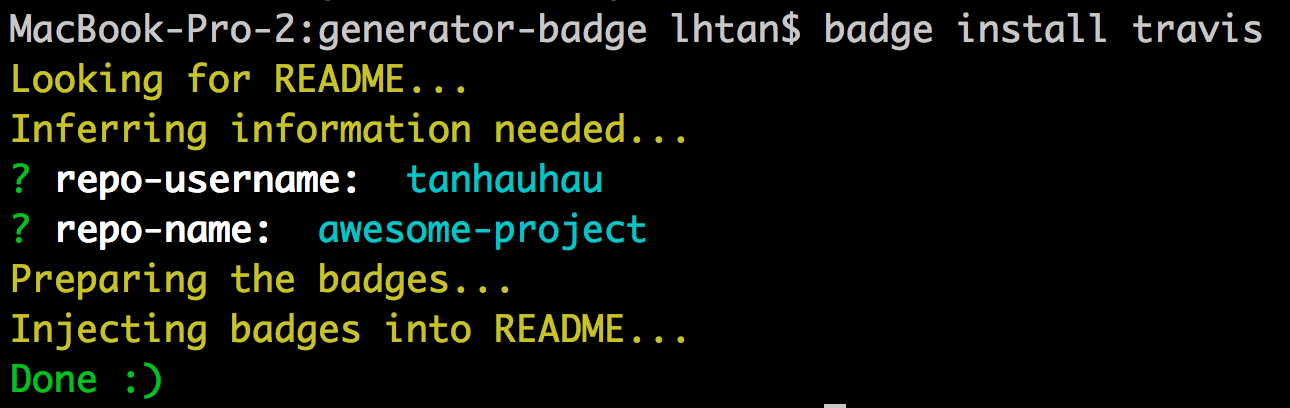 MacBook-Pro-2:generator-badge lhtan$ badge install travis
Looking for README...
Inferring information needed...
? repo-username:  tanhauhau
? repo-name:  awesome-project
Preparing the badges...
Injecting badges into README...
Done :)